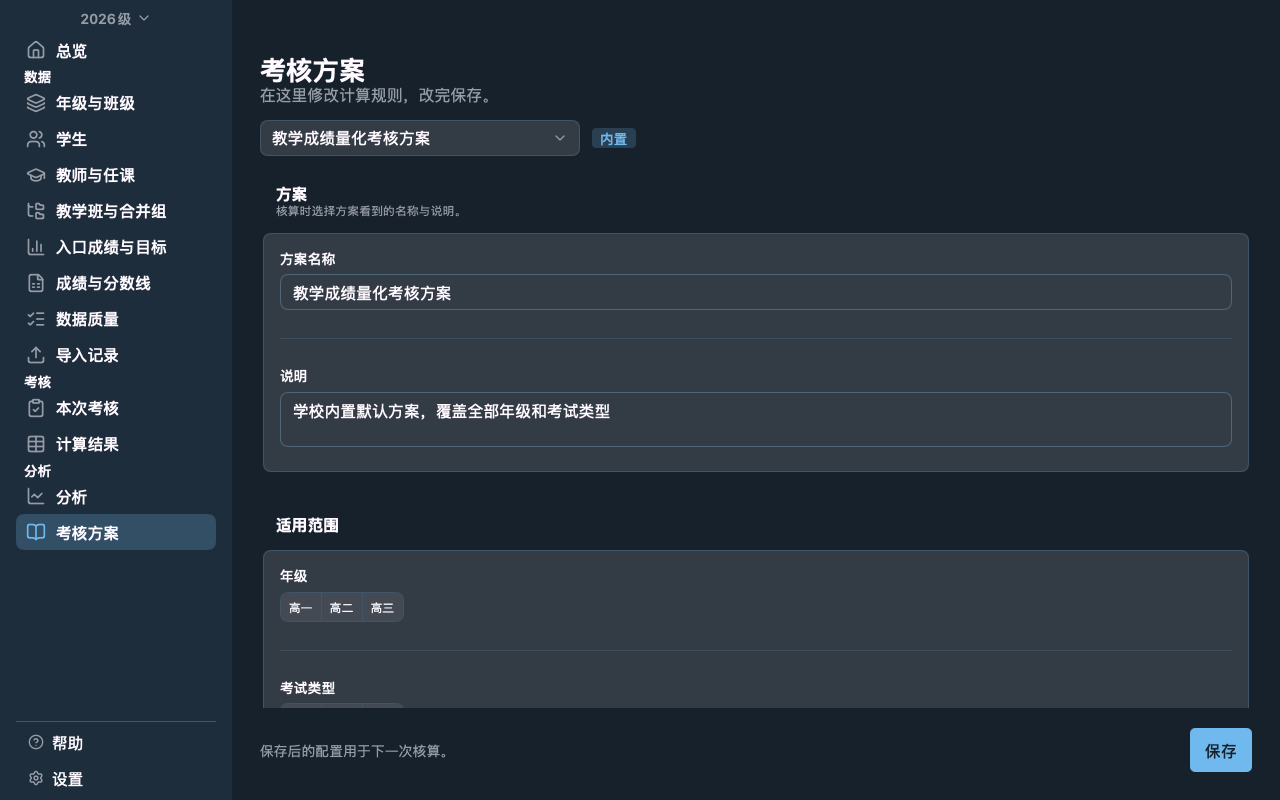 2026级
总览
数据
年级与班级
学生
教师与任课
教学班与合并组
入口成绩与目标
成绩与分数线
数据质量
导入记录
考核
本次考核
计算结果
分析
分析
考核方案
帮助
设置
考核方案
在这里修改计算规则，改完保存。
教学成绩量化考核方案
内置
方案
核算时选择方案看到的名称与说明。
方案名称
教学成绩量化考核方案
说明
学校内置默认方案，覆盖全部年级和考试类型
适用范围
年级
高一 高二 高三
考试类型
保存后的配置用于下一次核算。
保存